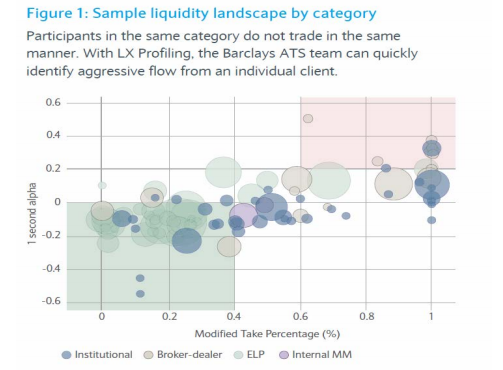 Figure 1: Sample liquidity landscape by category
Participants in the same category do not trade in the same
manner. With LX Profiling, the Barclays ATS team can quickly
identify aggressive flow from an individual client.
0.6
0.4
0.2
0
-0.2
-0.4
-0.6
1 second alpha
0 0.2 0.4 0.6 0.8 1
Modified Take Percentage (%)
Institutional Broker-dealer ELP Internal MM